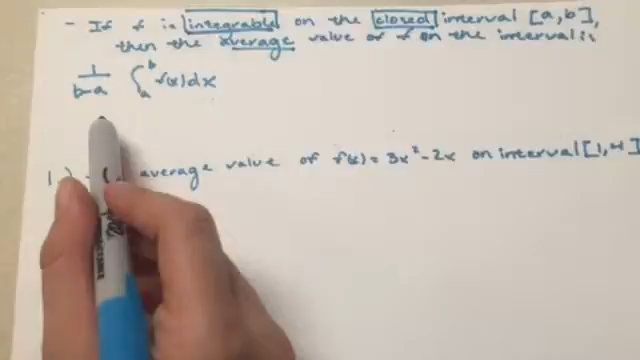 - If f is integrable on the closed interval [a,b],
then the average value of f on the interval is
1/b-a ∫ₐᵇ f(x)dx
1.) average value of f(x) = 3x² - 2x on interval [1,4]